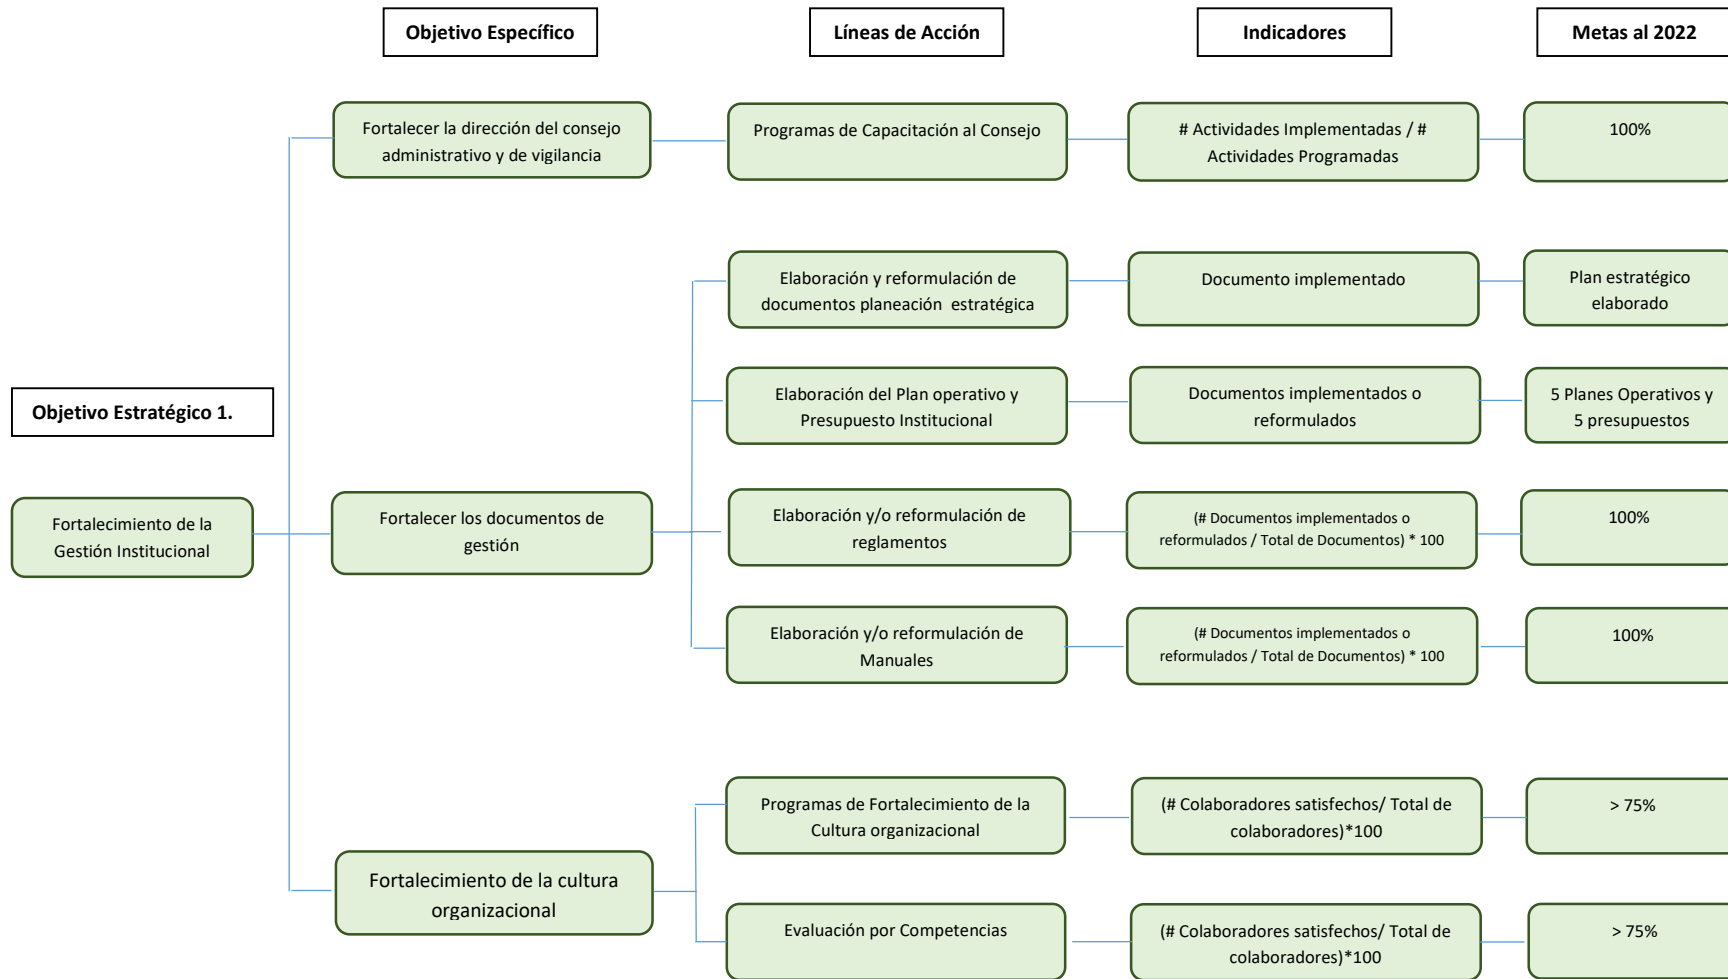 Objetivo Específico
Líneas de Acción
Indicadores
Metas al 2022
Fortalecer la dirección del consejo
administrativo y de vigilancia
Programas de Capacitación al Consejo
# Actividades Implementadas / #
Actividades Programadas
100%
Elaboración y reformulación de
documentos planeación estratégica
Documento implementado
Plan estratégico
elaborado
Objetivo Estratégico 1.
Elaboración del Plan operativo y
Presupuesto Institucional
Documentos implementados o
reformulados
5 Planes Operativos y
5 presupuestos
Fortalecimiento de la
Gestión Institucional
Fortalecer los documentos de
gestión
Elaboración y/o reformulación de
reglamentos
(# Documentos implementados o
reformulados / Total de Documentos) * 100
100%
Elaboración y/o reformulación de
Manuales
(# Documentos implementados o
reformulados / Total de Documentos) * 100
100%
Fortalecimiento de la cultura
organizacional
Programas de Fortalecimiento de la
Cultura organizacional
(# Colaboradores satisfechos/ Total de
colaboradores)*100
> 75%
Evaluación por Competencias
(# Colaboradores satisfechos/ Total de
colaboradores)*100
> 75%